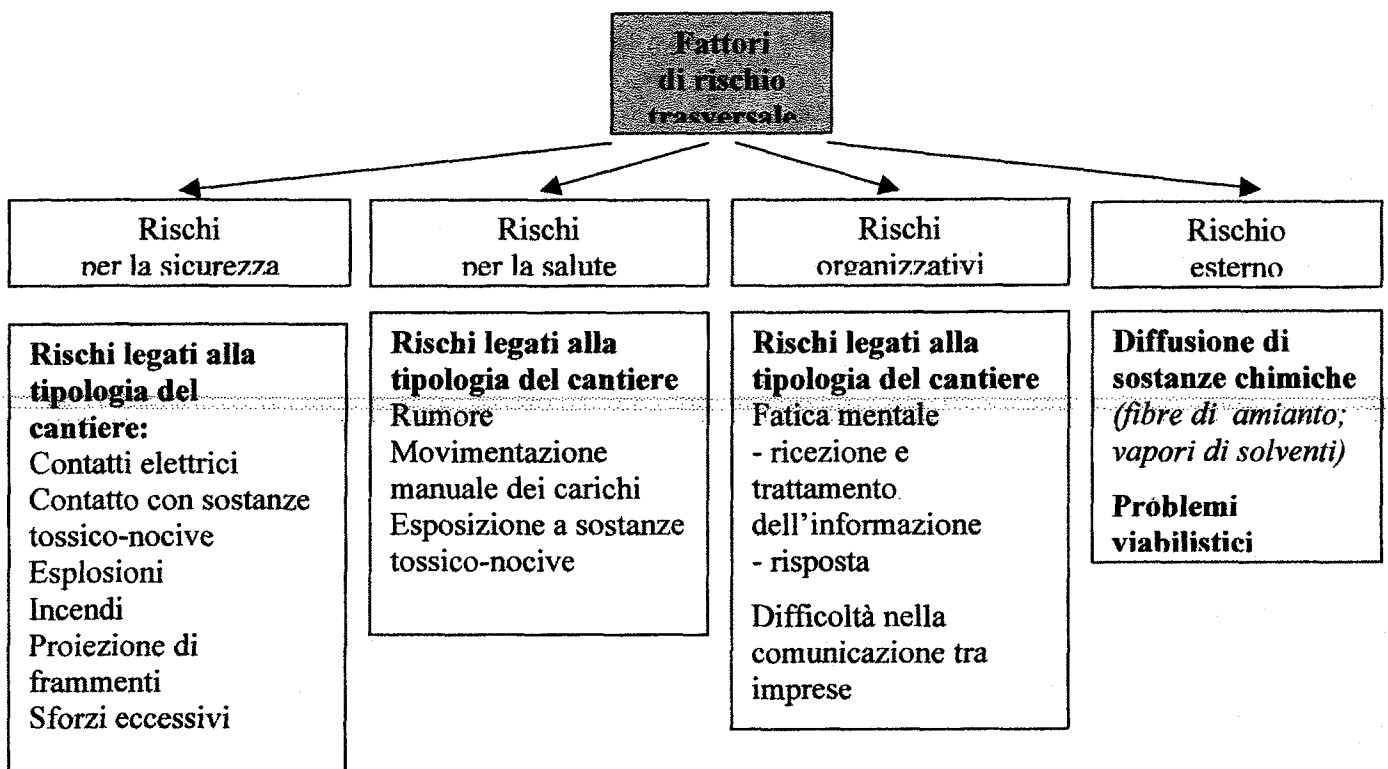 Fattori
di rischio
trasversale
Rischi
per la sicurezza
Rischi
per la salute
Rischi
organizzativi
Rischio
esterno
Rischi legati alla
tipologia del
cantiere:
Contatti elettrici
Contatto con sostanze
tossico-nocive
Esplosioni
Incendi
Proiezione di
frammenti
Sforzi eccessivi
Rischi legati alla
tipologia del cantiere
Rumore
Movimentazione
manuale dei carichi
Esposizione a sostanze
tossico-nocive
Rischi legati alla
tipologia del cantiere
Fatica mentale
- ricezione e
trattamento
dell'informazione
- risposta
Difficoltà nella
comunicazione tra
imprese
Diffusione di
sostanze chimiche
(fibre di amianto;
vapori di solventi)
Problemi
viabilistici